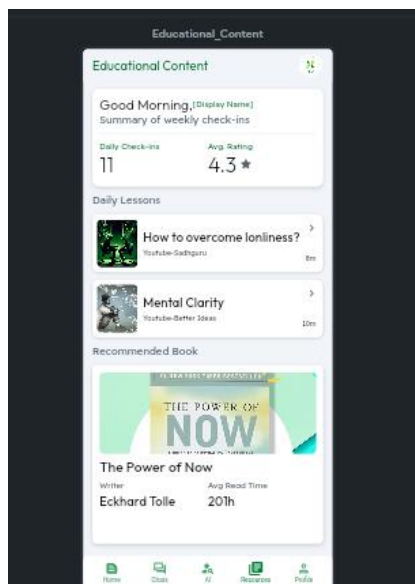 Educational_Content
Educational Content
Good Morning,[Display Name]
Summary of weekly check-ins
Daily Check-ins
Avg. Rating
11
4.3
Daily Lessons
How to overcome lonliness?
Youtube-Sadhguru
8m
Mental Clarity
Youtube-Better Ideas
10m
Recommended Book
THE POWER OF
NOW
The Power of Now
Writer
Avg Read Time
Eckhard Tolle
201h
Home
Chats
AI
Resources
Profile